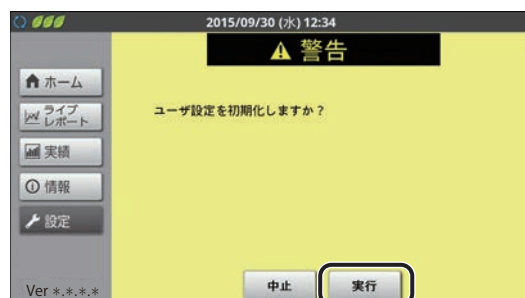 2015/09/30 (水) 12:34
警告
ホーム
ライブ
レポート
実績
情報
設定
Ver *.*.*.*
ユーザ設定を初期化しますか？
中止
実行